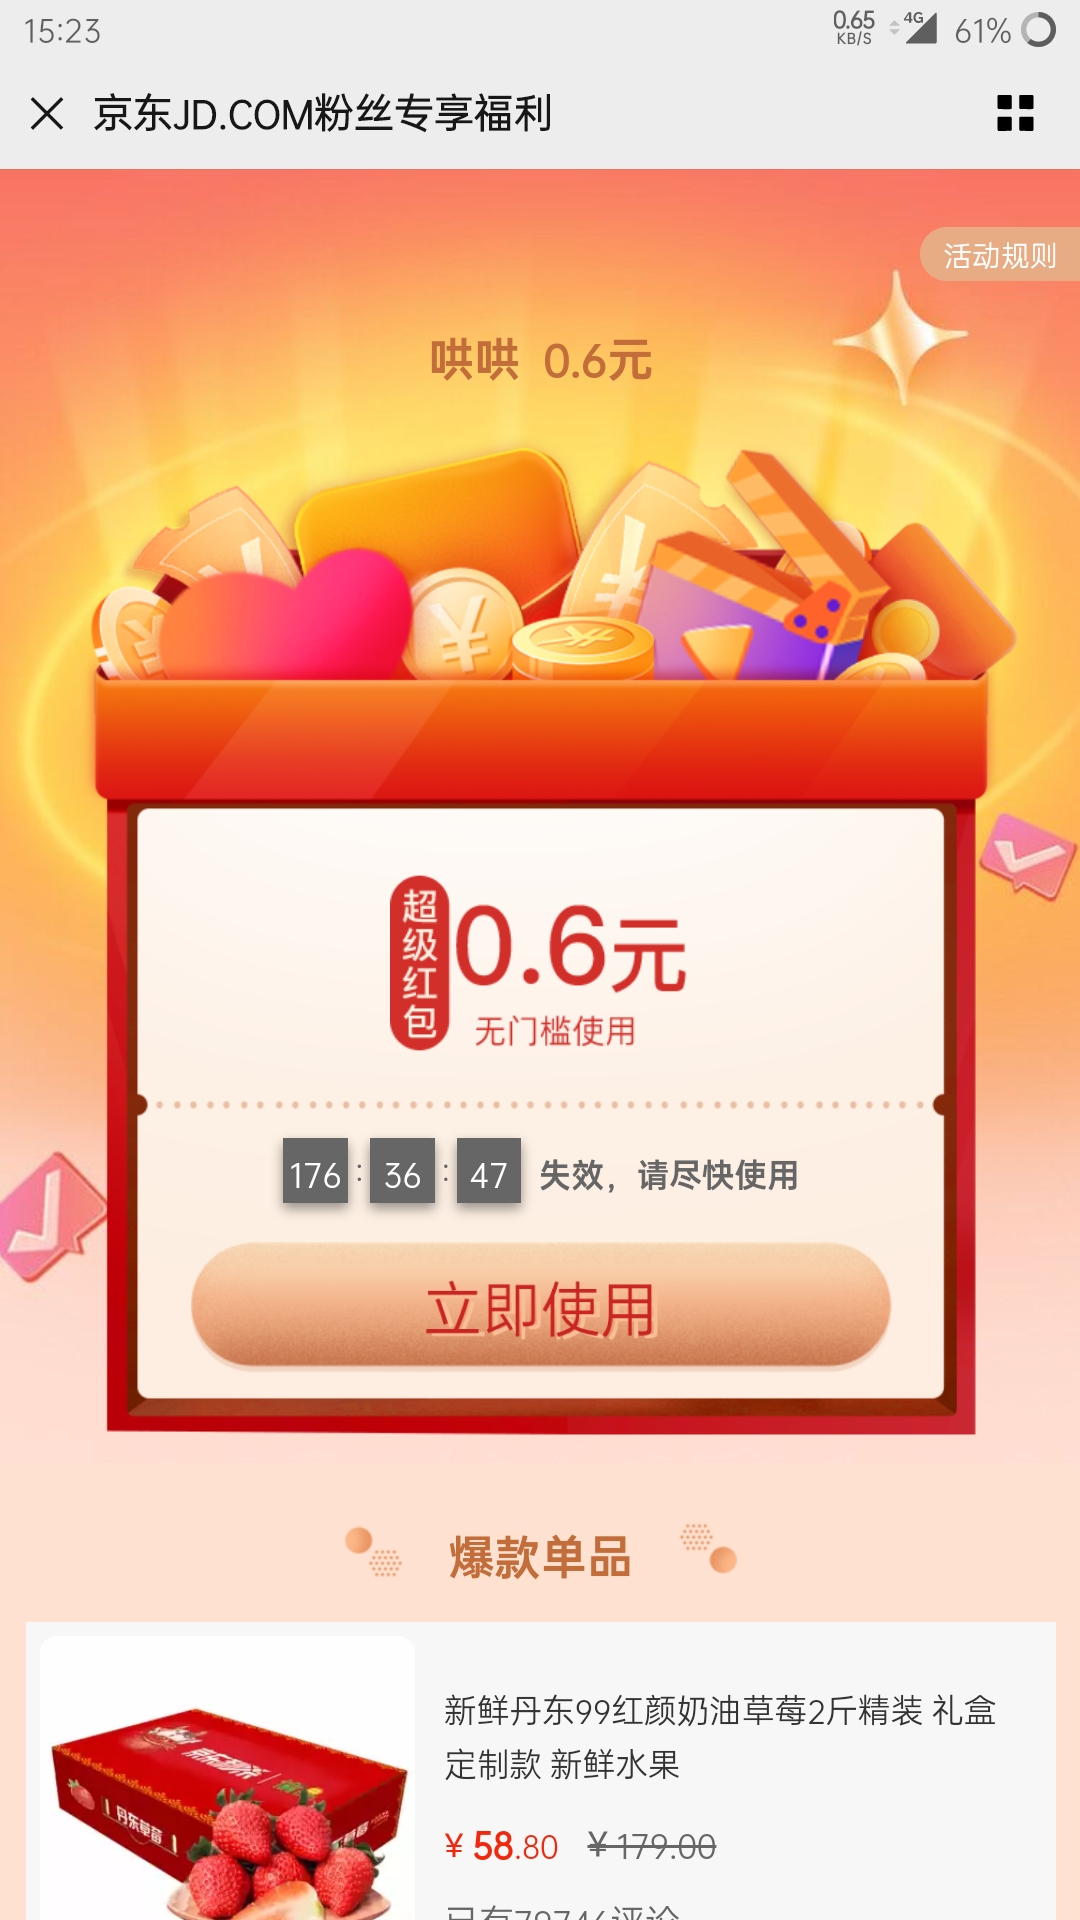 15:23
0.65 KB/S 4G 61%
京东JD.COM粉丝专享福利
活动规则
哄哄 0.6元
超级红包
0.6元
无门槛使用
176 : 36 : 47 失效，请尽快使用
立即使用
爆款单品
新鲜丹东99红颜奶油草莓2斤精装 礼盒
定制款 新鲜水果
¥ 58.80 ¥ 179.00
丹东草莓